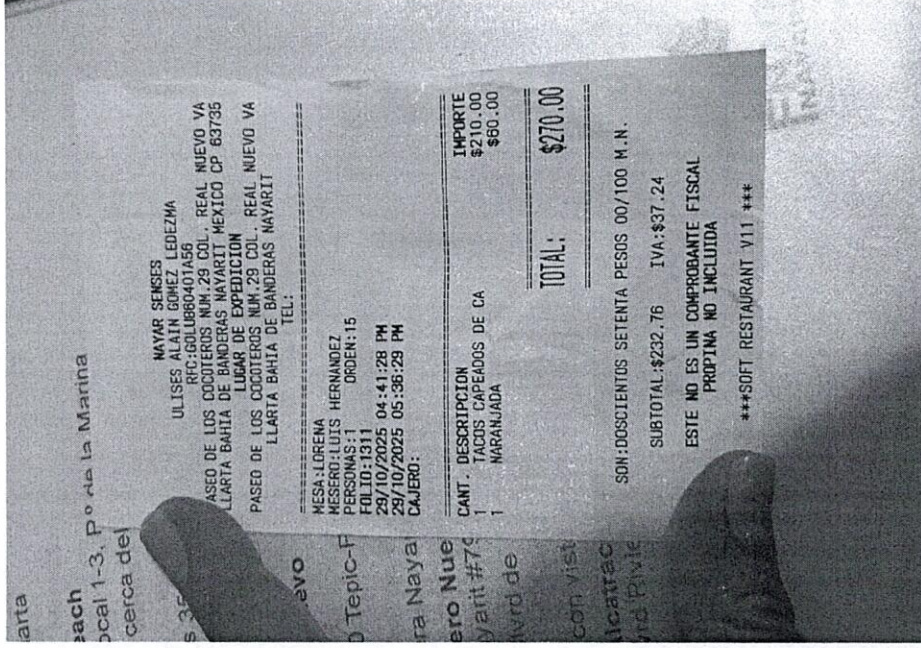 NAYAR SENSES
ULISES ALAIN GOMEZ LEDEZMA
RFC:GOLU860401A56
ASEO DE LOS COCOTEROS NUM.29 COL. REAL NUEVO VA
LLARTA BAHIA DE BANDERAS NAYARIT MEXICO CP 63735
LUGAR DE EXPEDICION
PASEO DE LOS COCOTEROS NUM.29 COL. REAL NUEVO VA
LLARTA BAHIA DE BANDERAS NAYARIT
TEL:
MESA:LORENA
MESERO:LUIS HERNANDEZ
PERSONAS:1 ORDEN:15
FOLIO:1311
29/10/2025 04:41:28 PM
29/10/2025 05:36:29 PM
CAJERO:
CANT. DESCRIPCION IMPORTE
1 TACOS CAPEADOS DE CA $210.00
1 NARANJADA $60.00
TOTAL: $270.00
SON:DOSCIENTOS SETENTA PESOS 00/100 M.N.
SUBTOTAL:$232.76 IVA:$37.24
ESTE NO ES UN COMPROBANTE FISCAL
PROPINA NO INCLUIDA
***SOFT RESTAURANT V11 ***
arta
each
ocal 1-3, Pº de la Marina
cerca del
evo
Tepic-F
ra Nayar
ero Nue
yarit #79
lvrd de
con vist
lcatrac